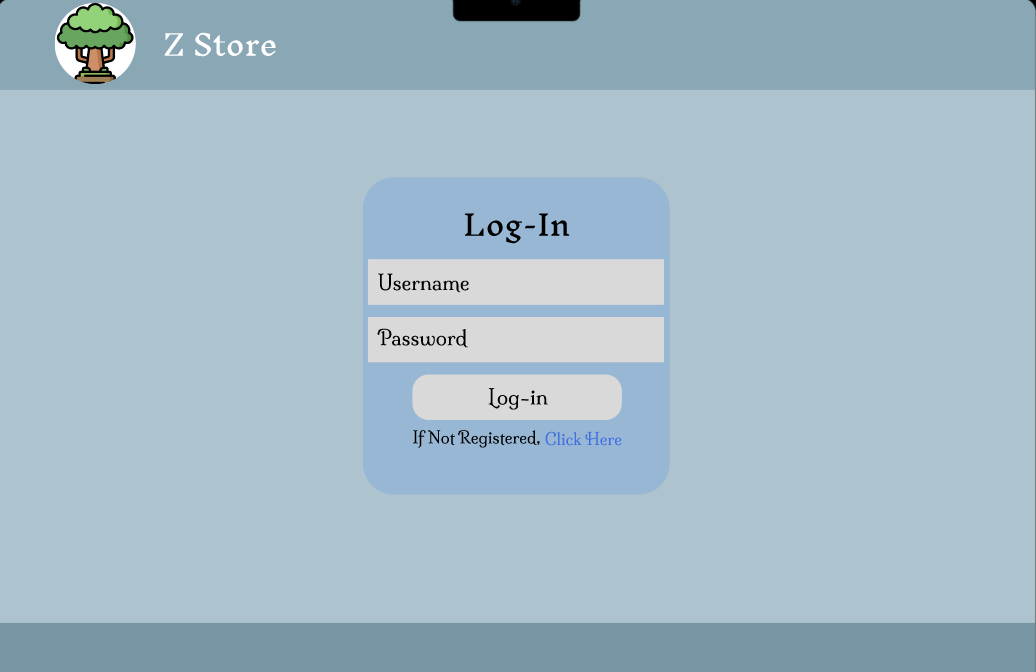 Z Store
Log-In
Username
Password
Log-in
If Not Registered, Click Here